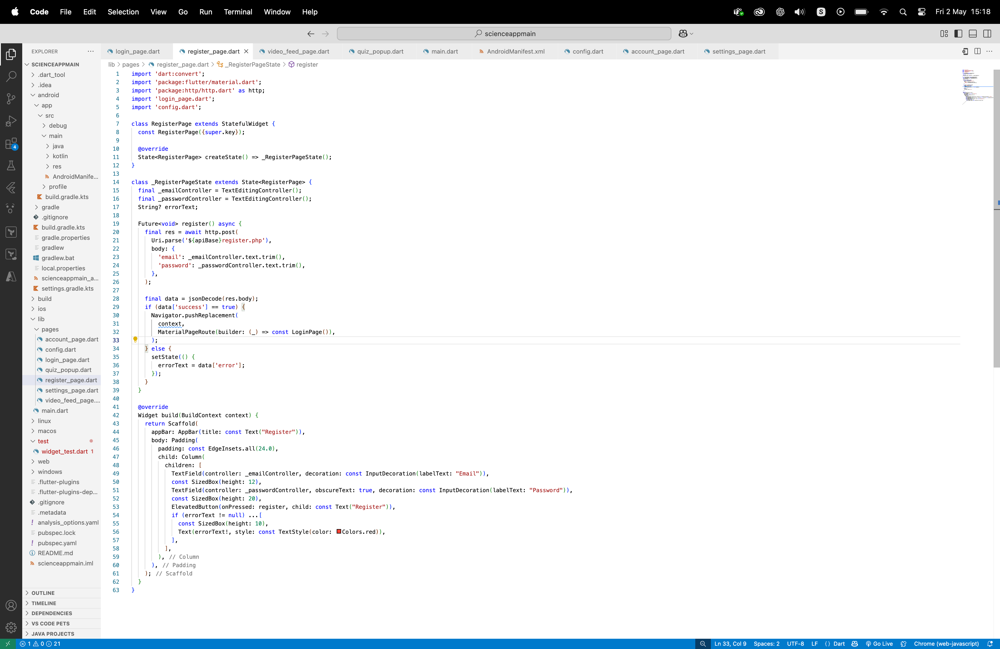 Code File Edit Selection View Go Run Terminal Window Help
S
Fri 2 May 15:18
scienceappmain
EXPLORER
SCIENCEAPPMAIN
.dart_tool
.idea
android
app
src
debug
main
java
kotlin
res
AndroidManife...
profile
build.gradle.kts
gradle
.gitignore
build.gradle.kts
gradle.properties
gradlew
gradlew.bat
local.properties
scienceappmain_a...
settings.gradle.kts
build
ios
lib
pages
account_page.dart
config.dart
login_page.dart
quiz_popup.dart
register_page.dart
settings_page.dart
video_feed_page....
main.dart
linux
macos
test
widget_test.dart 1
web
windows
.flutter-plugins
.flutter-plugins-dep...
.gitignore
.metadata
! analysis_options.yaml
pubspec.lock
! pubspec.yaml
README.md
scienceappmain.iml
OUTLINE
TIMELINE
DEPENDENCIES
VS CODE PETS
JAVA PROJECTS
4
login_page.dart register_page.dart video_feed_page.dart quiz_popup.dart main.dart AndroidManifest.xml config.dart account_page.dart settings_page.dart
lib > pages > register_page.dart > _RegisterPageState > register
1 import 'dart:convert';
2 import 'package:flutter/material.dart';
3 import 'package:http/http.dart' as http;
4 import 'login_page.dart';
5 import 'config.dart';
6
7 class RegisterPage extends StatefulWidget {
8 const RegisterPage({super.key});
9
10 @override
11 State<RegisterPage> createState() => _RegisterPageState();
12 }
13
14 class _RegisterPageState extends State<RegisterPage> {
15 final _emailController = TextEditingController();
16 final _passwordController = TextEditingController();
17 String? errorText;
18
19 Future<void> register() async {
20 final res = await http.post(
21 Uri.parse('${apiBase}register.php'),
22 body: {
23 'email': _emailController.text.trim(),
24 'password': _passwordController.text.trim(),
25 },
26 );
27
28 final data = jsonDecode(res.body);
29 if (data['success'] == true) {
30 Navigator.pushReplacement(
31 context,
32 MaterialPageRoute(builder: (_) => const LoginPage()),
33 );
34 } else {
35 setState(() {
36 errorText = data['error'];
37 });
38 }
39 }
40
41 @override
42 Widget build(BuildContext context) {
43 return Scaffold(
44 appBar: AppBar(title: const Text("Register")),
45 body: Padding(
46 padding: const EdgeInsets.all(24.0),
47 child: Column(
48 children: [
49 TextField(controller: _emailController, decoration: const InputDecoration(labelText: "Email")),
50 const SizedBox(height: 12),
51 TextField(controller: _passwordController, obscureText: true, decoration: const InputDecoration(labelText: "Password")),
52 const SizedBox(height: 20),
53 ElevatedButton(onPressed: register, child: const Text("Register")),
54 if (errorText != null) ...[
55 const SizedBox(height: 10),
56 Text(errorText!, style: const TextStyle(color: Colors.red)),
57 ],
58 ],
59 ), // Column
60 ), // Padding
61 ); // Scaffold
62 }
63 }
1 0 21
Ln 33, Col 9 Spaces: 2 UTF-8 LF {} Dart Go Live Chrome (web-javascript)